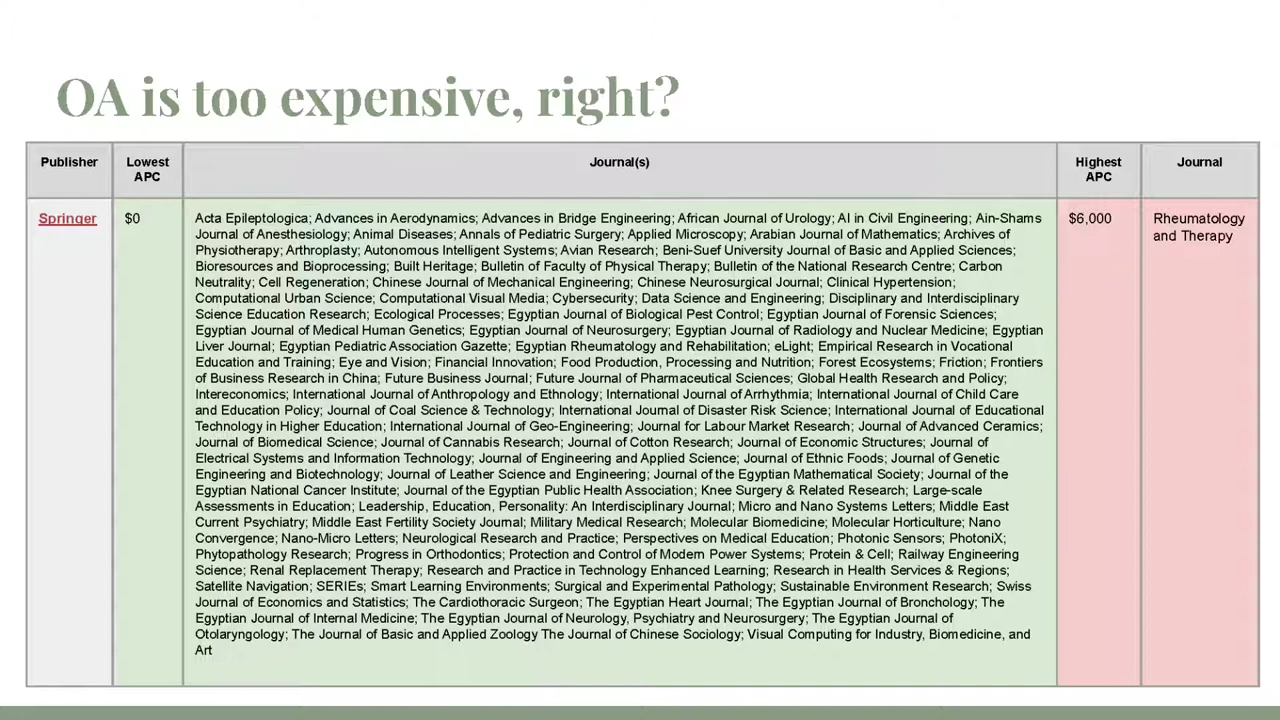 OA is too expensive, right?
Publisher
Lowest
APC
Journal(s)
Highest
APC
Journal
Springer
$0
Acta Epileptologica; Advances in Aerodynamics; Advances in Bridge Engineering; African Journal of Urology; AI in Civil Engineering; Ain-Shams
Journal of Anesthesiology; Animal Diseases; Annals of Pediatric Surgery; Applied Microscopy; Arabian Journal of Mathematics; Archives of
Physiotherapy; Arthroplasty; Autonomous Intelligent Systems; Avian Research; Beni-Suef University Journal of Basic and Applied Sciences;
Bioresources and Bioprocessing; Built Heritage; Bulletin of Faculty of Physical Therapy; Bulletin of the National Research Centre; Carbon
Neutrality; Cell Regeneration; Chinese Journal of Mechanical Engineering; Chinese Neurosurgical Journal; Clinical Hypertension;
Computational Urban Science; Computational Visual Media; Cybersecurity; Data Science and Engineering; Disciplinary and Interdisciplinary
Science Education Research; Ecological Processes; Egyptian Journal of Biological Pest Control; Egyptian Journal of Forensic Sciences;
Egyptian Journal of Medical Human Genetics; Egyptian Journal of Neurosurgery; Egyptian Journal of Radiology and Nuclear Medicine; Egyptian
Liver Journal; Egyptian Pediatric Association Gazette; Egyptian Rheumatology and Rehabilitation; eLight; Empirical Research in Vocational
Education and Training; Eye and Vision; Financial Innovation; Food Production, Processing and Nutrition; Forest Ecosystems; Friction; Frontiers
of Business Research in China; Future Business Journal; Future Journal of Pharmaceutical Sciences; Global Health Research and Policy;
Intereconomics; International Journal of Anthropology and Ethnology; International Journal of Arrhythmia; International Journal of Child Care
and Education Policy; Journal of Coal Science & Technology; International Journal of Disaster Risk Science; International Journal of Educational
Technology in Higher Education; International Journal of Geo-Engineering; Journal for Labour Market Research; Journal of Advanced Ceramics;
Journal of Biomedical Science; Journal of Cannabis Research; Journal of Cotton Research; Journal of Economic Structures; Journal of
Electrical Systems and Information Technology; Journal of Engineering and Applied Science; Journal of Ethnic Foods; Journal of Genetic
Engineering and Biotechnology; Journal of Leather Science and Engineering; Journal of the Egyptian Mathematical Society; Journal of the
Egyptian National Cancer Institute; Journal of the Egyptian Public Health Association; Knee Surgery & Related Research; Large-scale
Assessments in Education; Leadership, Education, Personality: An Interdisciplinary Journal; Micro and Nano Systems Letters; Middle East
Current Psychiatry; Middle East Fertility Society Journal; Military Medical Research; Molecular Biomedicine; Molecular Horticulture; Nano
Convergence; Nano-Micro Letters; Neurological Research and Practice; Perspectives on Medical Education; Photonic Sensors; PhotoniX;
Phytopathology Research; Progress in Orthodontics; Protection and Control of Modern Power Systems; Protein & Cell; Railway Engineering
Science; Renal Replacement Therapy; Research and Practice in Technology Enhanced Learning; Research in Health Services & Regions;
Satellite Navigation; SERIEs; Smart Learning Environments; Surgical and Experimental Pathology; Sustainable Environment Research; Swiss
Journal of Economics and Statistics; The Cardiothoracic Surgeon; The Egyptian Heart Journal; The Egyptian Journal of Bronchology; The
Egyptian Journal of Internal Medicine; The Egyptian Journal of Neurology, Psychiatry and Neurosurgery; The Egyptian Journal of
Otolaryngology; The Journal of Basic and Applied Zoology The Journal of Chinese Sociology; Visual Computing for Industry, Biomedicine, and
Art
$6,000
Rheumatology
and Therapy